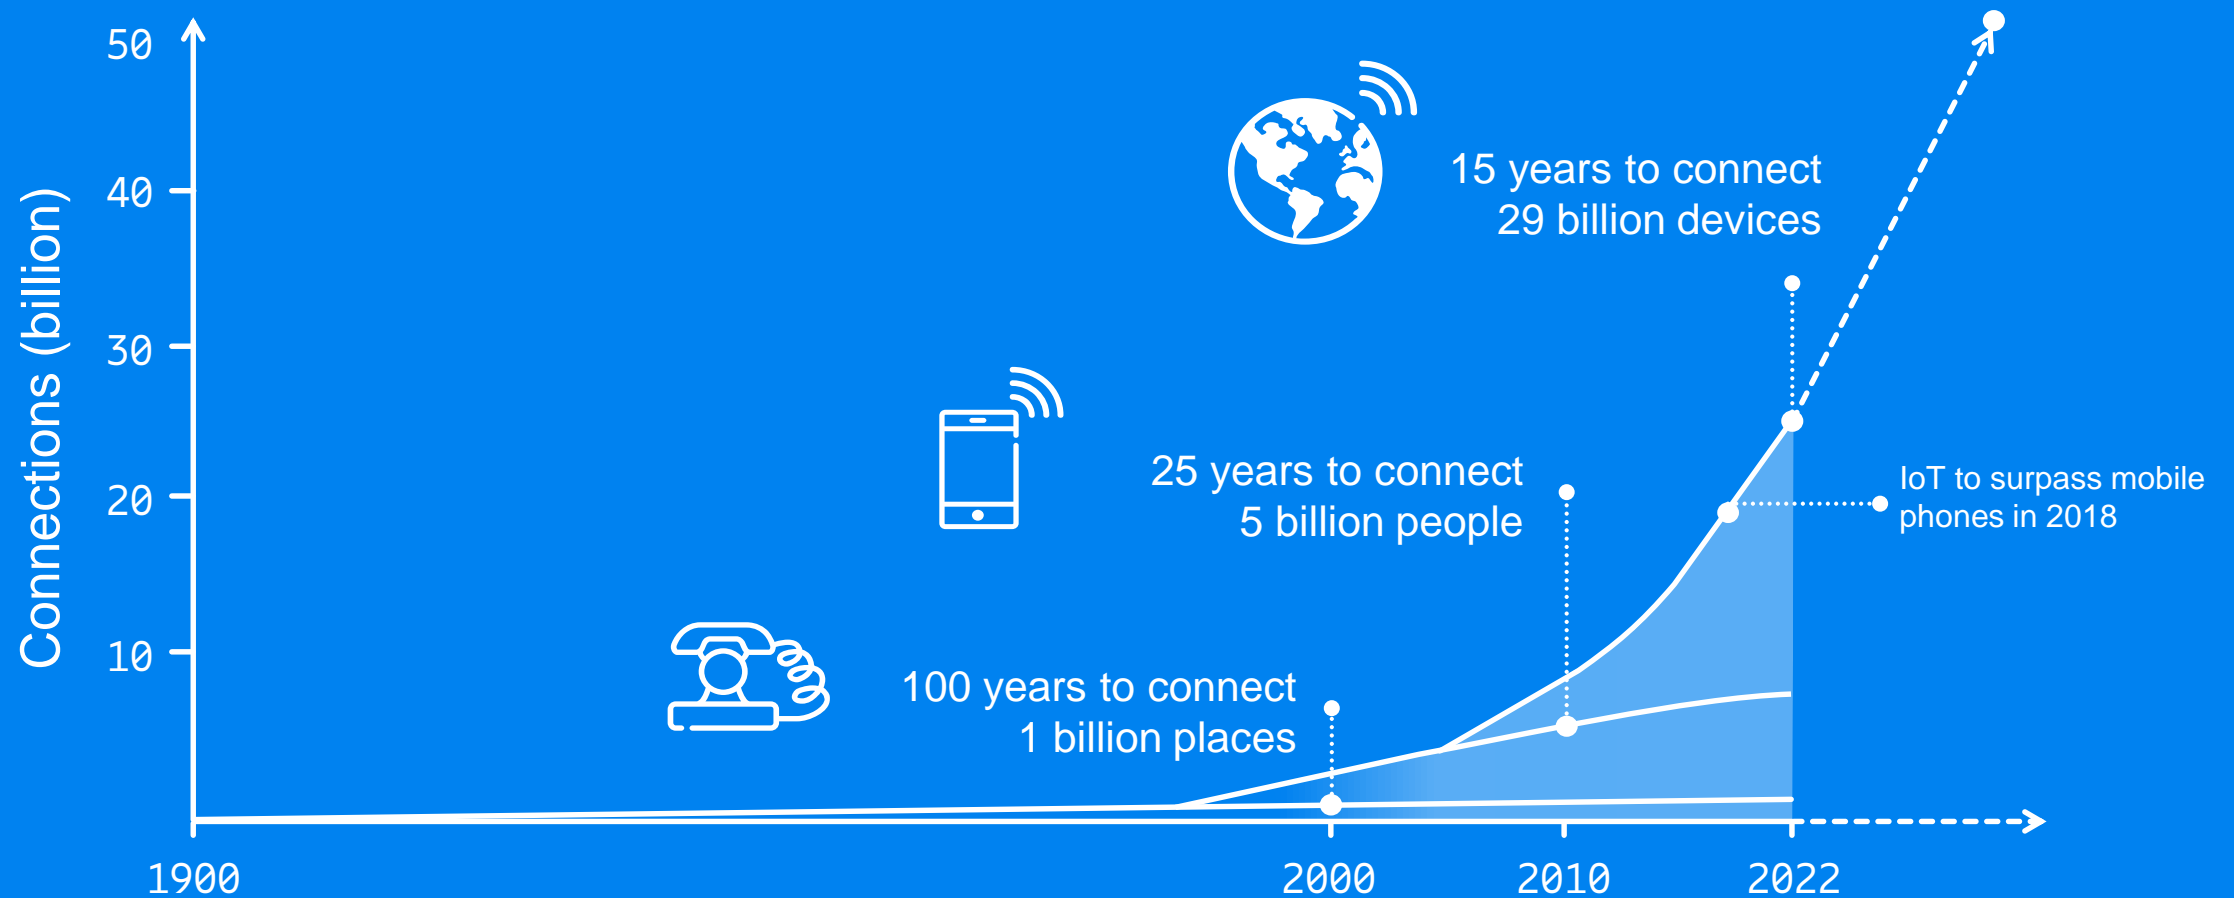 Connections (billion)
50
40
30
20
10
15 years to connect
29 billion devices
25 years to connect
5 billion people
IoT to surpass mobile
phones in 2018
100 years to connect
1 billion places
1900
2000
2010
2022